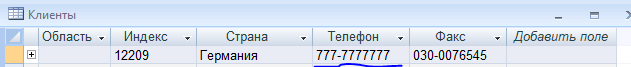 Клиенты
Область Индекс Страна Телефон Факс Добавить поле
12209 Германия 777-7777777 030-0076545